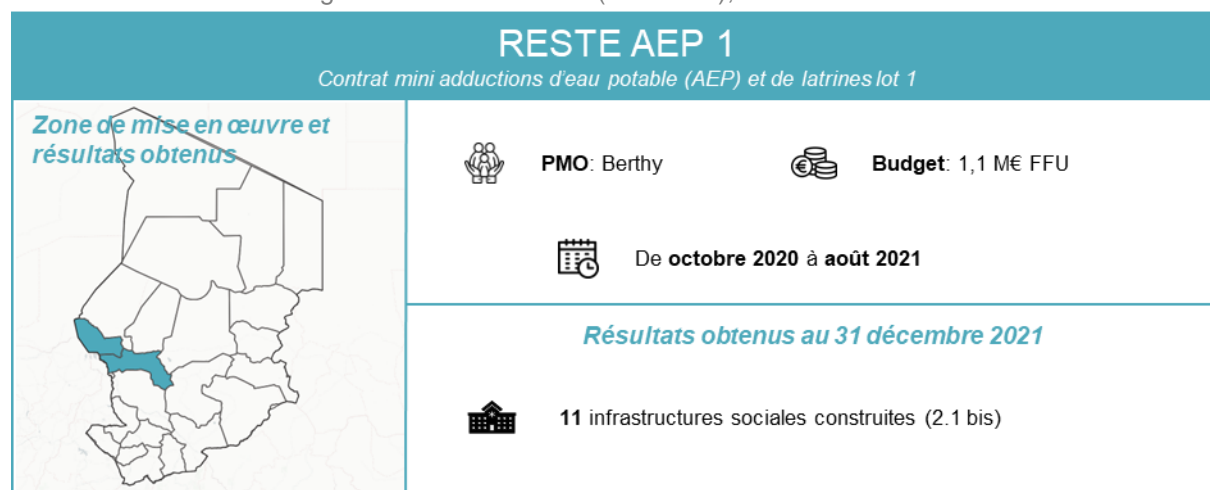 RESTE AEP 1
Contrat mini adductions d'eau potable (AEP) et de latrines lot 1
Zone de mise en œuvre et
résultats obtenus
PMO: Berthy
Budget: 1,1 M€ FFU
De octobre 2020 à août 2021
Résultats obtenus au 31 décembre 2021
11 infrastructures sociales construites (2.1 bis)